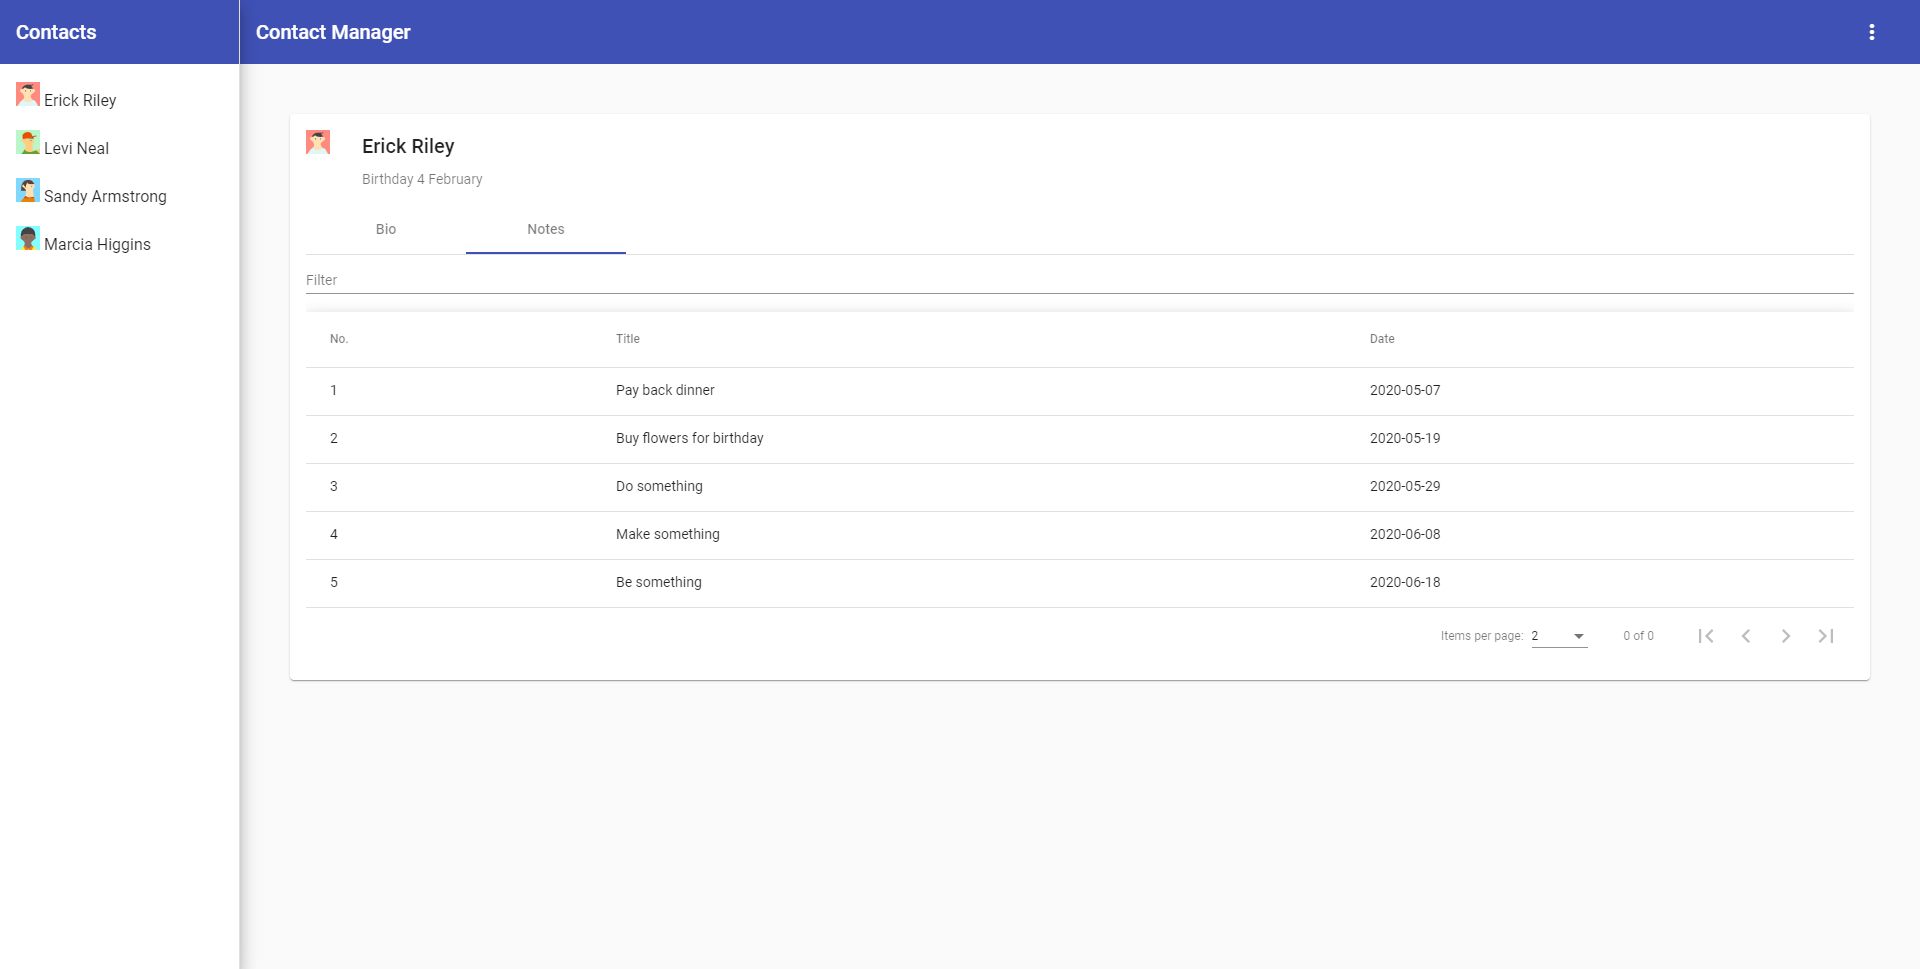 Contacts
Contact Manager
Erick Riley
Levi Neal
Sandy Armstrong
Marcia Higgins
Erick Riley
Birthday 4 February
Bio Notes
Filter
No. Title Date
1 Pay back dinner 2020-05-07
2 Buy flowers for birthday 2020-05-19
3 Do something 2020-05-29
4 Make something 2020-06-08
5 Be something 2020-06-18
Items per page: 2 0 of 0